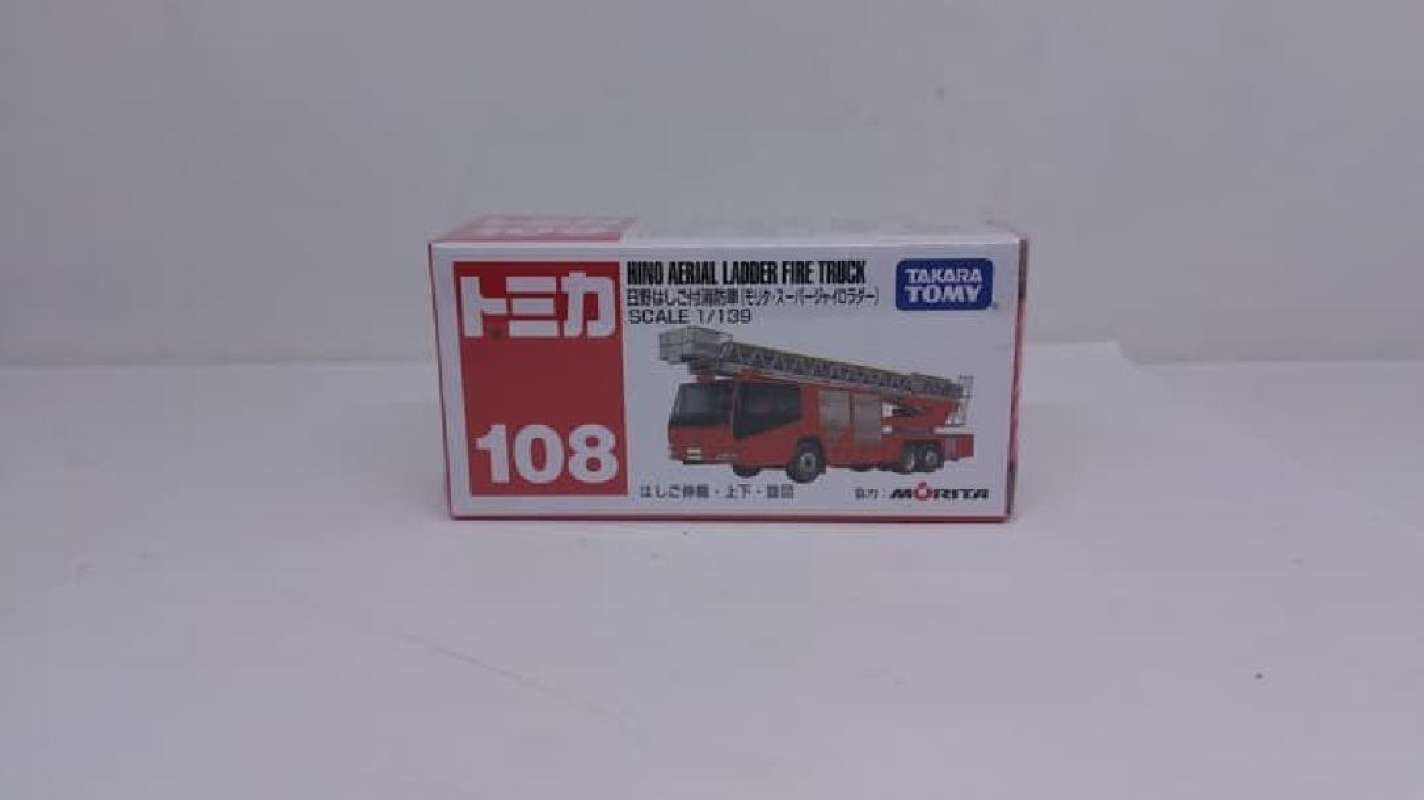 トミカ
108
HINO AERIAL LADDER FIRE TRUCK
日野はしご付消防車(モリタ・スーパージャイロラダー)
SCALE 1/139
TAKARA
TOMY
はしご伸縮・上下・旋回
協力:MORITA